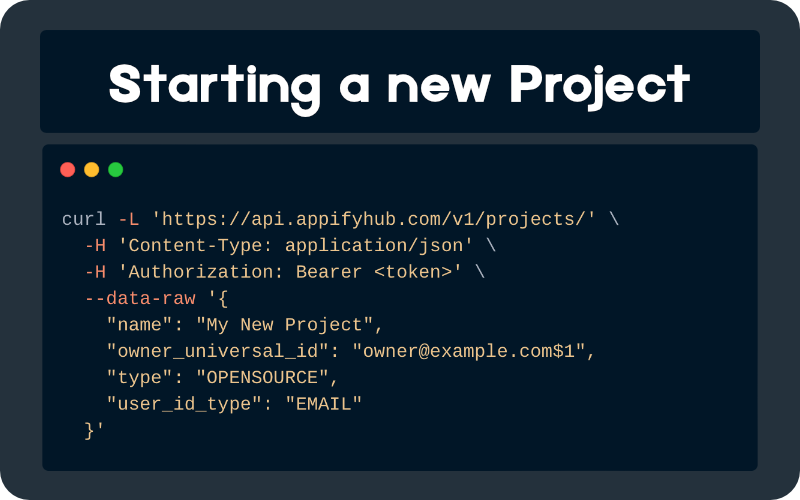 Starting a new Project
curl -L 'https://api.appifyhub.com/v1/projects/' \
  -H 'Content-Type: application/json' \
  -H 'Authorization: Bearer <token>' \
  --data-raw '{
    "name": "My New Project",
    "owner_universal_id": "owner@example.com$1",
    "type": "OPENSOURCE",
    "user_id_type": "EMAIL"
  }'